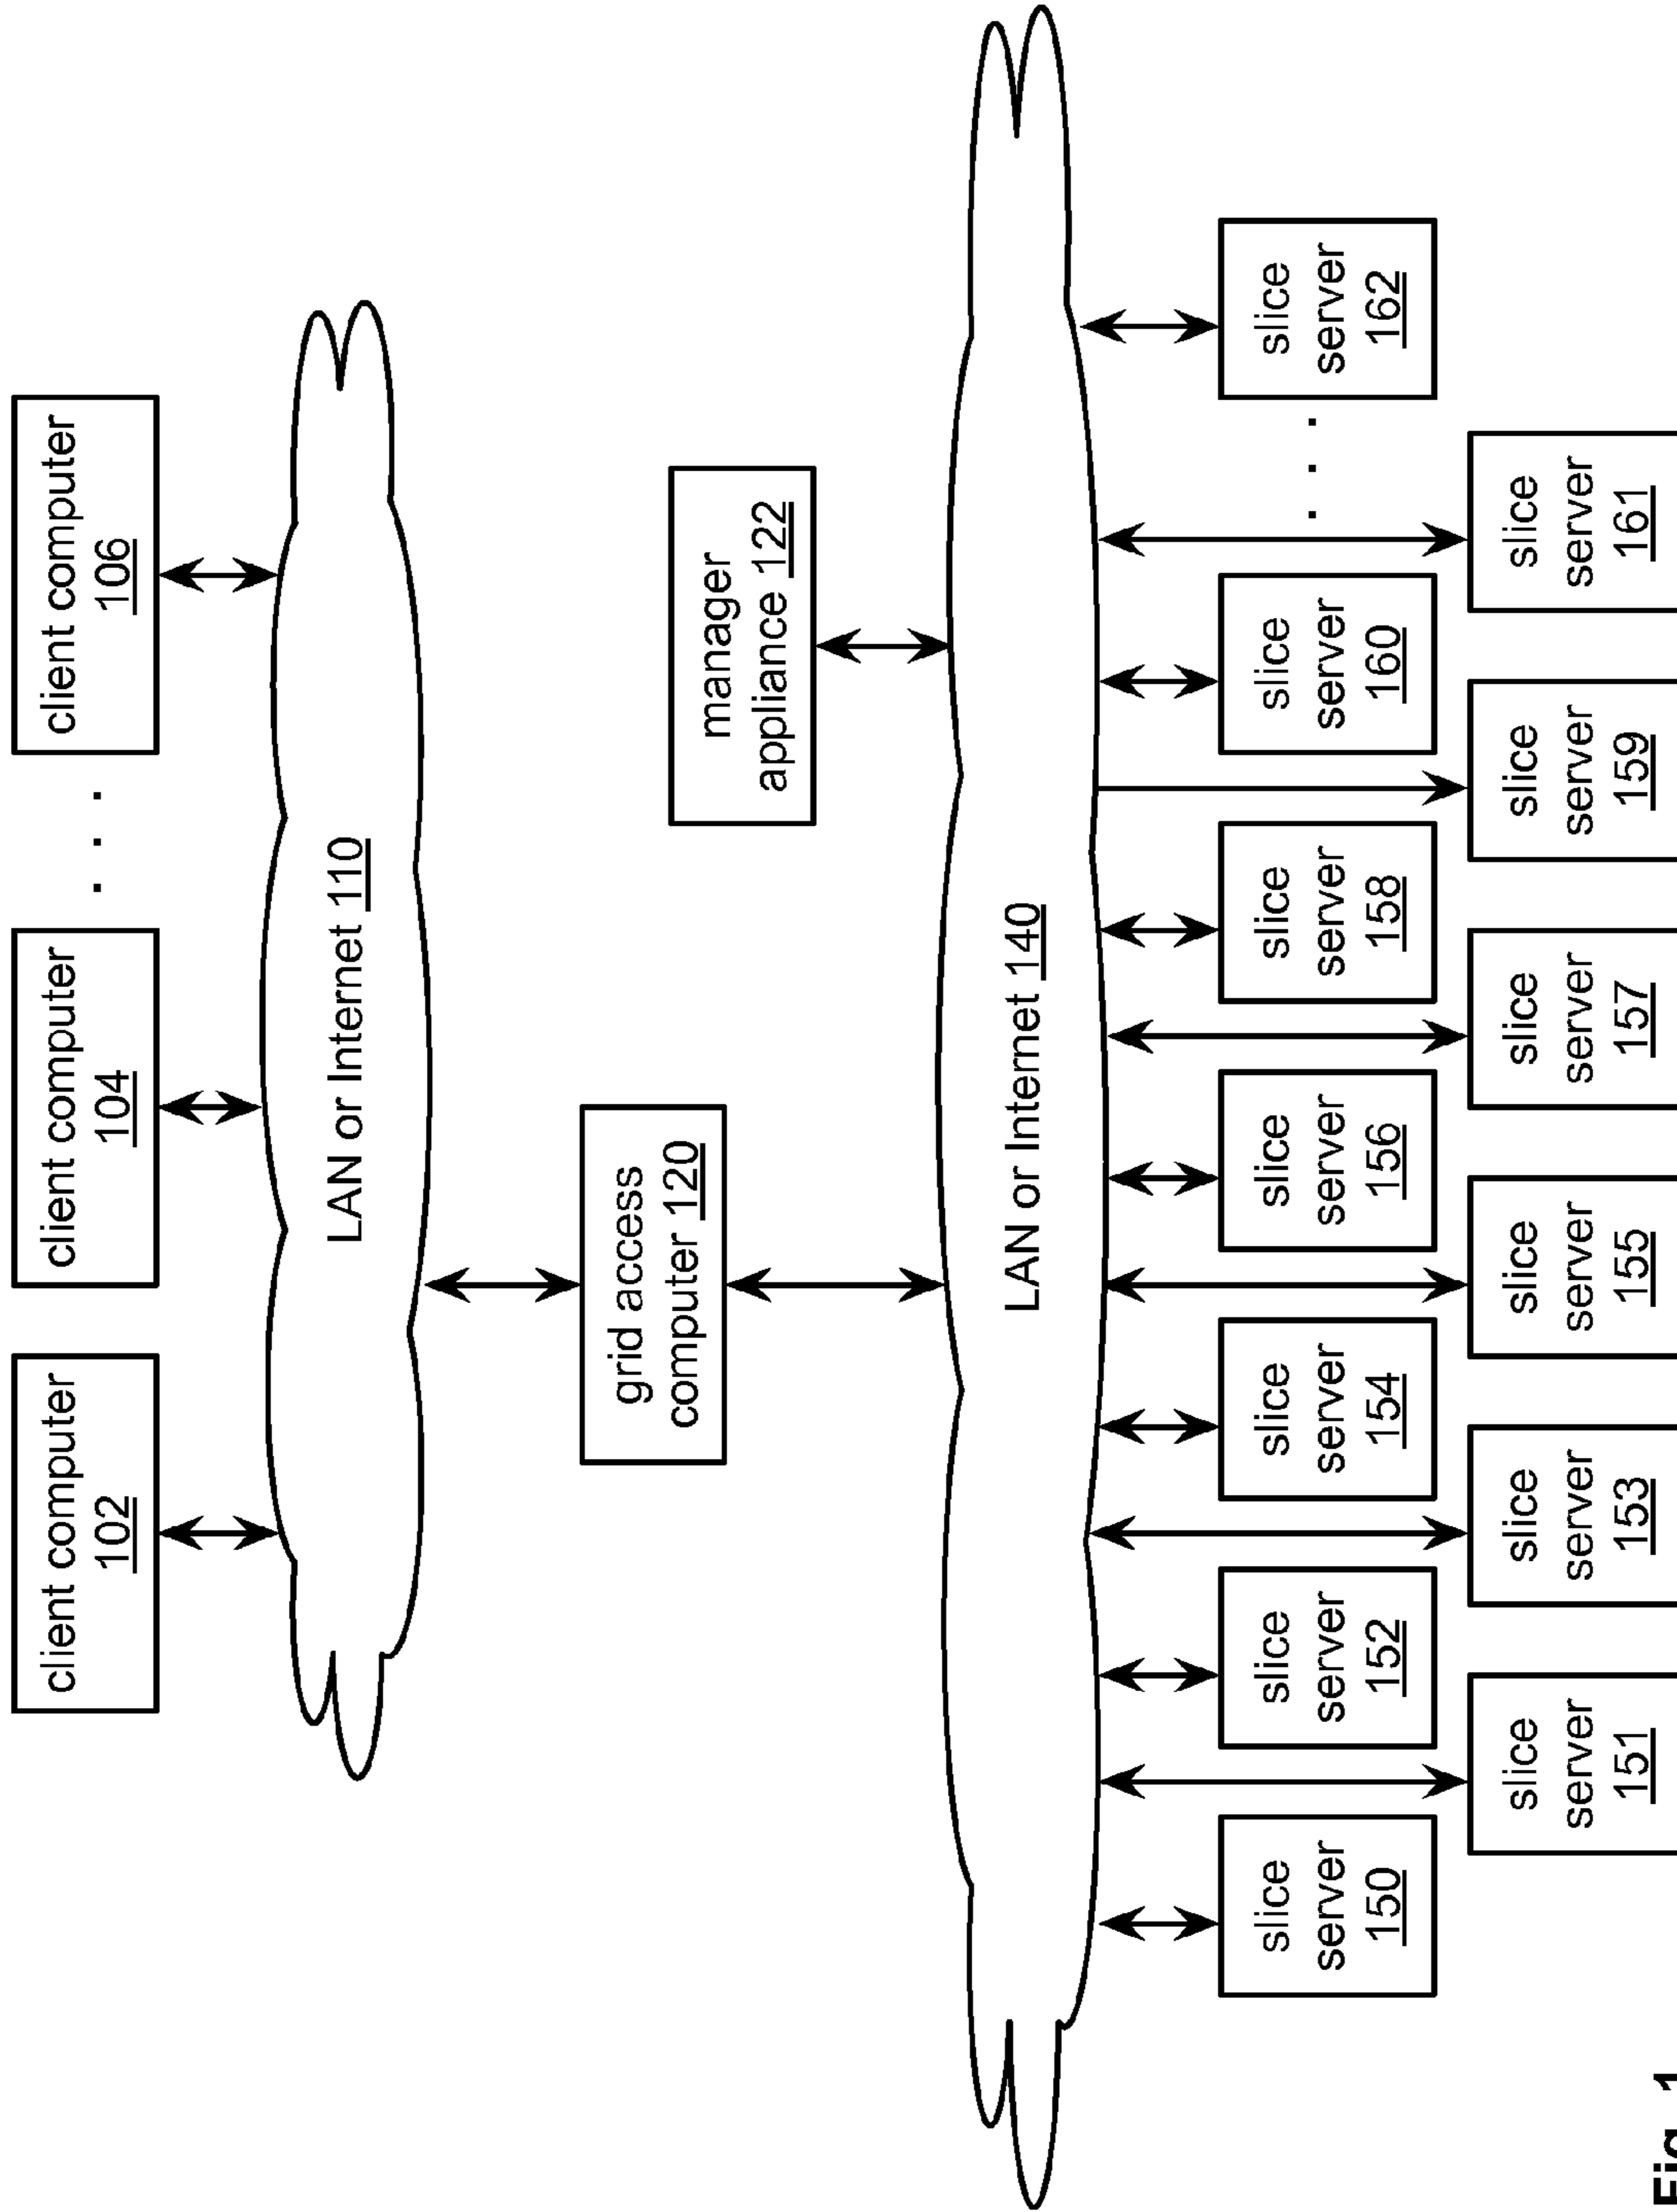 client computer
102
client computer
104
. . .
client computer
106
LAN or Internet 110
grid access
computer 120
manager
appliance 122
LAN or Internet 140
slice
server
150
slice
server
152
slice
server
154
slice
server
156
slice
server
158
slice
server
160
. . .
slice
server
162
slice
server
151
slice
server
153
slice
server
155
slice
server
157
slice
server
159
slice
server
161
Fig. 1